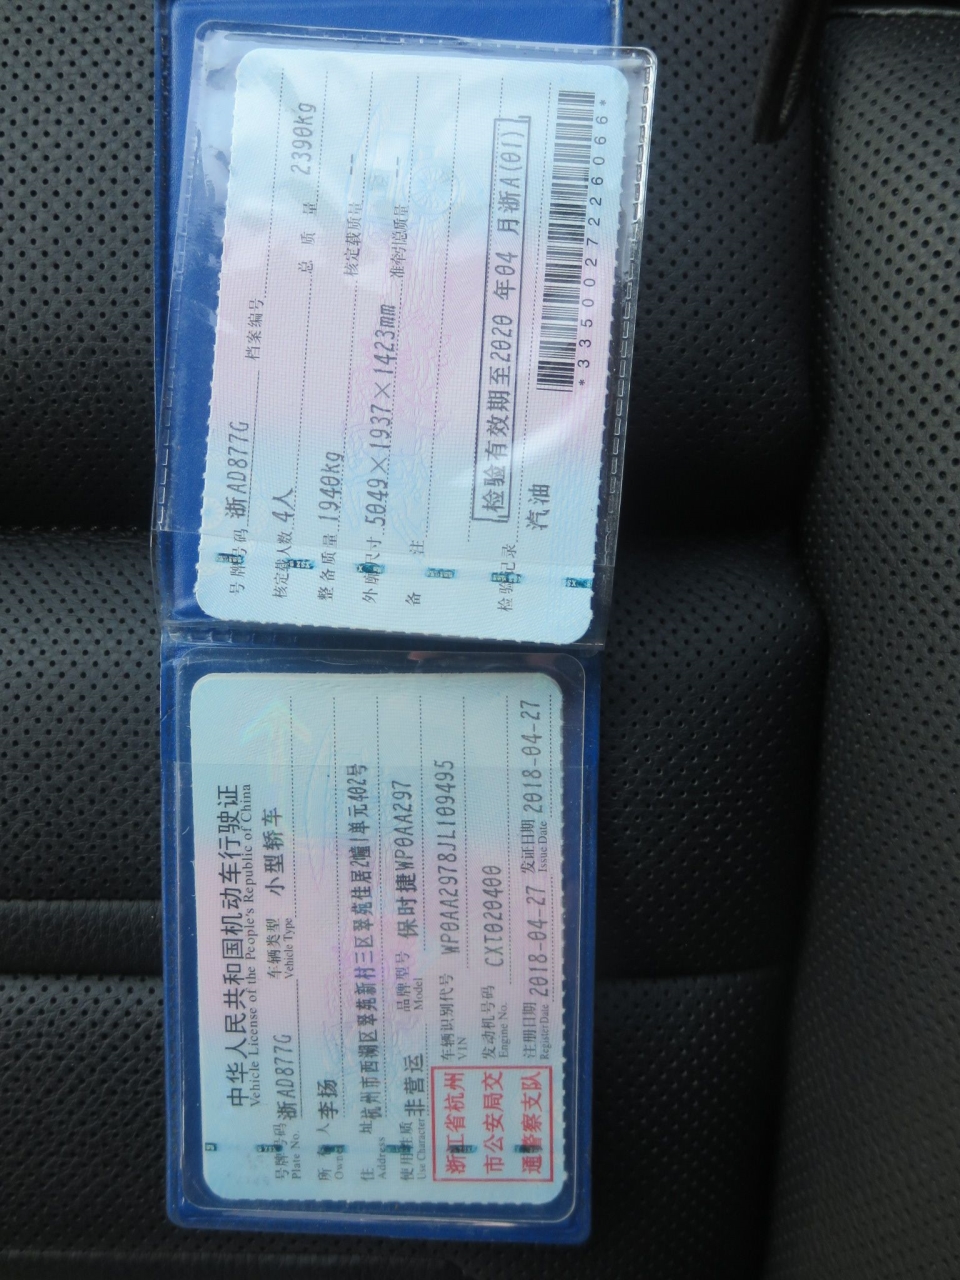 中华人民共和国机动车行驶证
Vehicle License of the People's Republic of China
号牌号码 浙AD877G 车辆类型 小型轿车
Plate No. Vehicle Type
所有人 李扬
Owner
住址 杭州市西湖区翠苑新村三区翠苑佳居2幢1单元402号
Address
使用性质 非营运 品牌型号 保时捷WP0AA297
Use Character Model
浙江省杭州
市公安局交
通警察支队
车辆识别代号 WP0AA2978JL109495
VIN
发动机号码 CXT020400
Engine No.
注册日期 2018-04-27 发证日期 2018-04-27
Register Date Issue Date
号牌号码 浙AD877G 档案编号
核定载人数 4人 总质量 2390kg
整备质量 1940kg 核定载质量 --
外廓尺寸 5049×1937×1423mm 准牵引总质量 --
备注
检验有效期至2020年04月浙A(01)
检验记录
汽油
*3350027226066*